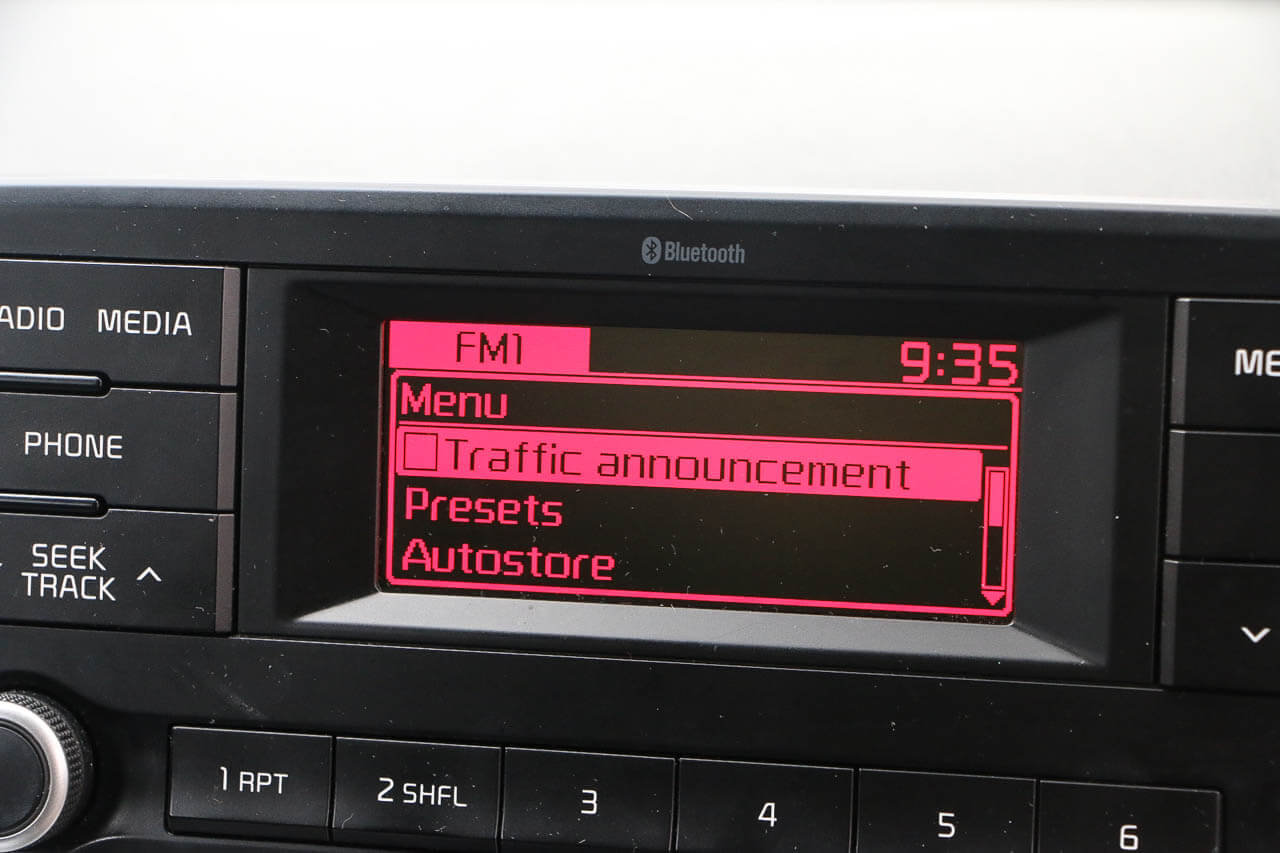 Bluetooth
ADIO MEDIA
PHONE
SEEK
TRACK
FM1 9:35
Menu
Traffic announcement
Presets
Autostore
ME
1 RPT 2 SHFL 3 4 5 6